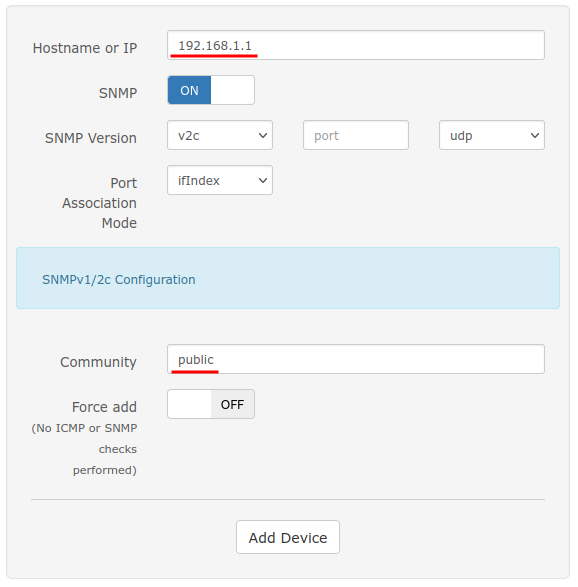 Hostname or IP 192.168.1.1
SNMP ON
SNMP Version v2c port udp
Port ifIndex
Association
Mode
SNMPv1/2c Configuration
Community public
Force add OFF
(No ICMP or SNMP
checks
performed)
Add Device